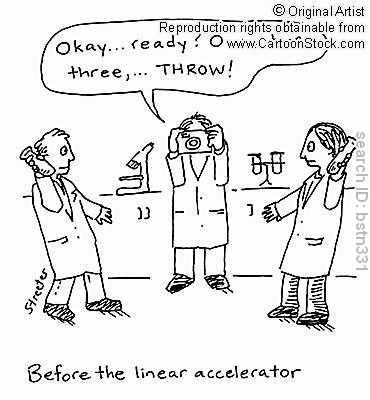 © Original Artist
Reproduction rights obtainable from
www.CartoonStock.com
Okay... ready? O
three,... THROW!
search ID: bstn331
Streeter
Before the linear accelerator